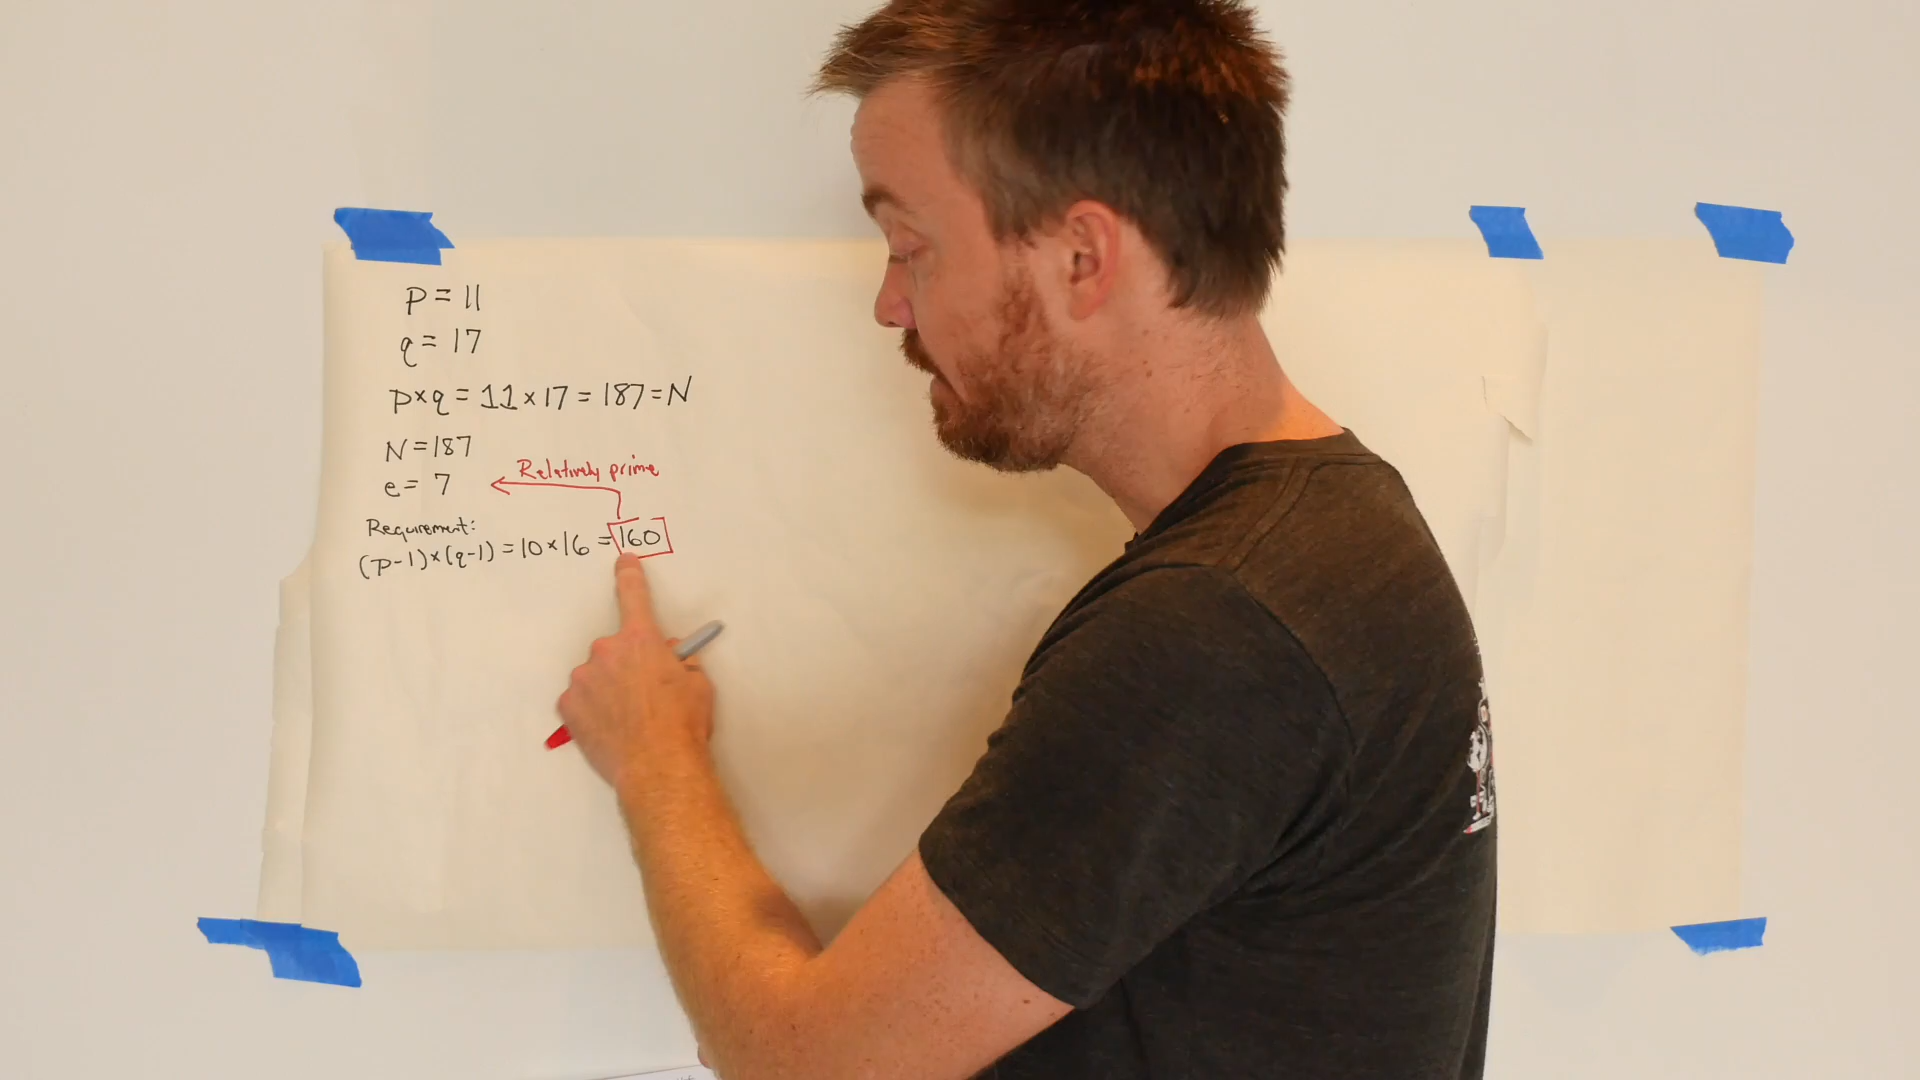 p = 11
q = 17
p×q = 11 × 17 = 187 = N
N = 187
e = 7
Relatively prime
Requirement:
(p-1)×(q-1) = 10 × 16 = 160